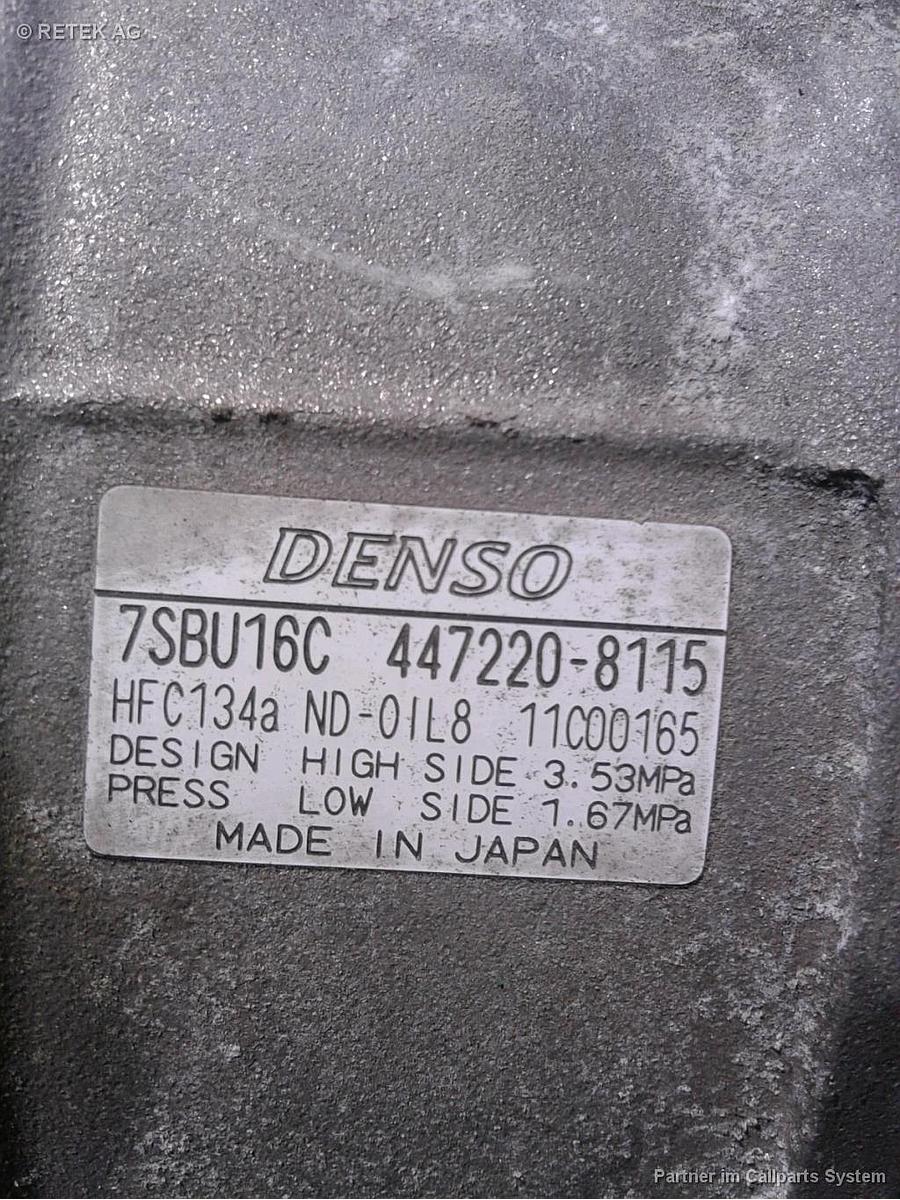 © RETEK AG
DENSO
7SBU16C 447220-8115
HFC134a ND-OIL8 11C00165
DESIGN HIGH SIDE 3.53MPa
PRESS LOW SIDE 1.67MPa
MADE IN JAPAN
Partner im Callparts System